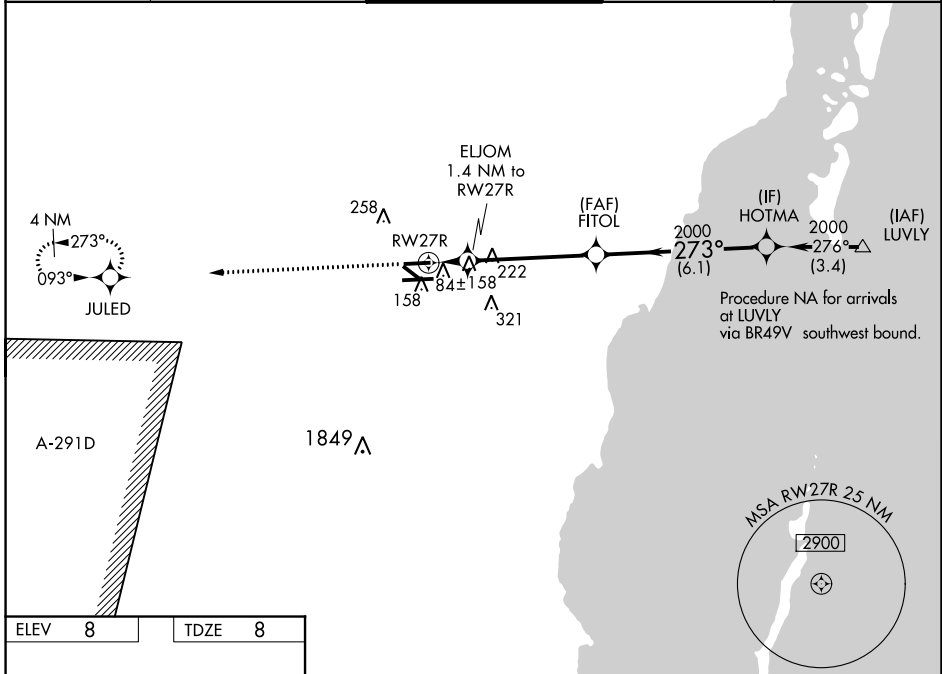 ELJOM
1.4 NM to
RW27R
(FAF)
FITOL
(IF)
HOTMA
(IAF)
LUVLY
2000
273°
(6.1)
2000
276°
(3.4)
4 NM
273°
093°
JULED
258
RW27R
222
158
84±
158
321
Procedure NA for arrivals
at LUVLY
via BR49V southwest bound.
A-291D
1849
MSA RW27R 25 NM
2900
ELEV 8
TDZE 8